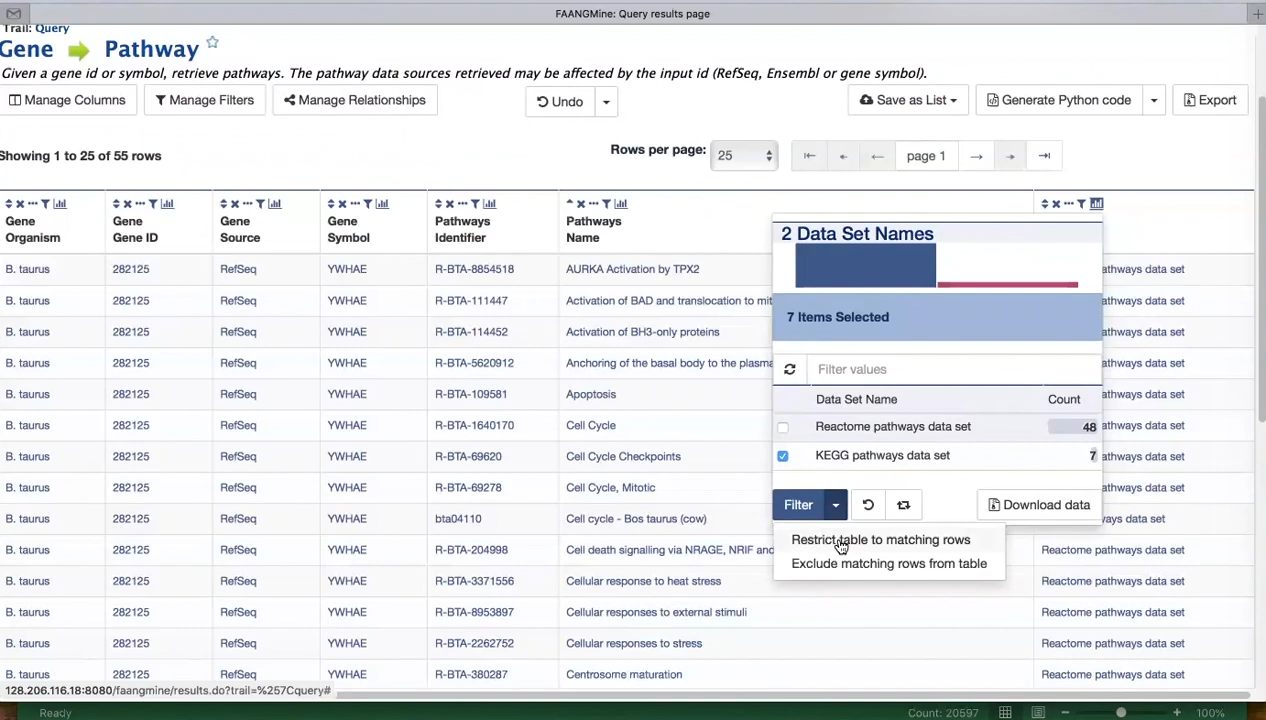 FAANGMine: Query results page
Trail: Query
Gene Pathway
Given a gene id or symbol, retrieve pathways. The pathway data sources retrieved may be affected by the input id (RefSeq, Ensembl or gene symbol).
Manage Columns Manage Filters Manage Relationships Undo Save as List Generate Python code Export
Showing 1 to 25 of 55 rows Rows per page: 25 page 1
Gene Organism Gene Gene ID Gene Source Gene Symbol Pathways Identifier Pathways Name
2 Data Set Names
7 Items Selected
Filter values
Data Set Name Count
Reactome pathways data set 48
KEGG pathways data set 7
Filter Download data
Restrict table to matching rows
Exclude matching rows from table
B. taurus 282125 RefSeq YWHAE R-BTA-8854518 AURKA Activation by TPX2 athways data set
B. taurus 282125 RefSeq YWHAE R-BTA-111447 Activation of BAD and translocation to mit athways data set
B. taurus 282125 RefSeq YWHAE R-BTA-114452 Activation of BH3-only proteins athways data set
B. taurus 282125 RefSeq YWHAE R-BTA-5620912 Anchoring of the basal body to the plasma athways data set
B. taurus 282125 RefSeq YWHAE R-BTA-109581 Apoptosis athways data set
B. taurus 282125 RefSeq YWHAE R-BTA-1640170 Cell Cycle athways data set
B. taurus 282125 RefSeq YWHAE R-BTA-69620 Cell Cycle Checkpoints athways data set
B. taurus 282125 RefSeq YWHAE R-BTA-69278 Cell Cycle, Mitotic athways data set
B. taurus 282125 RefSeq YWHAE bta04110 Cell cycle - Bos taurus (cow) ways data set
B. taurus 282125 RefSeq YWHAE R-BTA-204998 Cell death signalling via NRAGE, NRIF and Reactome pathways data set
B. taurus 282125 RefSeq YWHAE R-BTA-3371556 Cellular response to heat stress Reactome pathways data set
B. taurus 282125 RefSeq YWHAE R-BTA-8953897 Cellular responses to external stimuli Reactome pathways data set
B. taurus 282125 RefSeq YWHAE R-BTA-2262752 Cellular responses to stress Reactome pathways data set
B. taurus 282125 RefSeq YWHAE R-BTA-380287 Centrosome maturation Reactome pathways data set
128.206.116.18:8080/faangmine/results.do?trail=%257Cquery#
Ready Count: 20597 100%